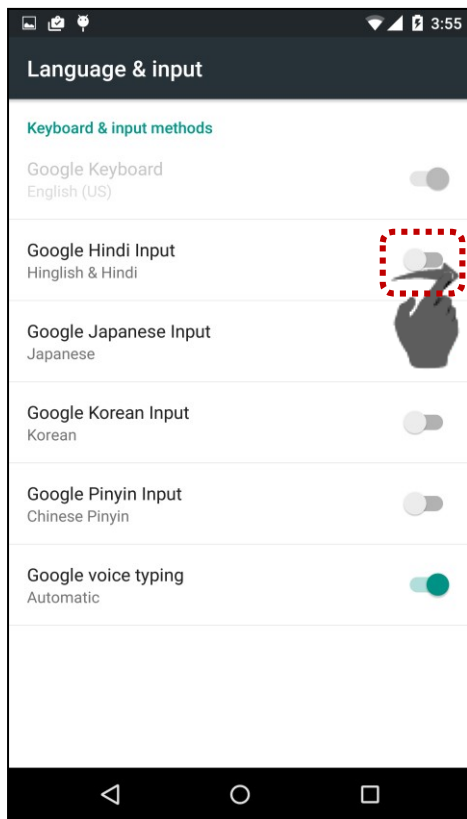 3:55
Language & input
Keyboard & input methods
Google Keyboard
English (US)
Google Hindi Input
Hinglish & Hindi
Google Japanese Input
Japanese
Google Korean Input
Korean
Google Pinyin Input
Chinese Pinyin
Google voice typing
Automatic